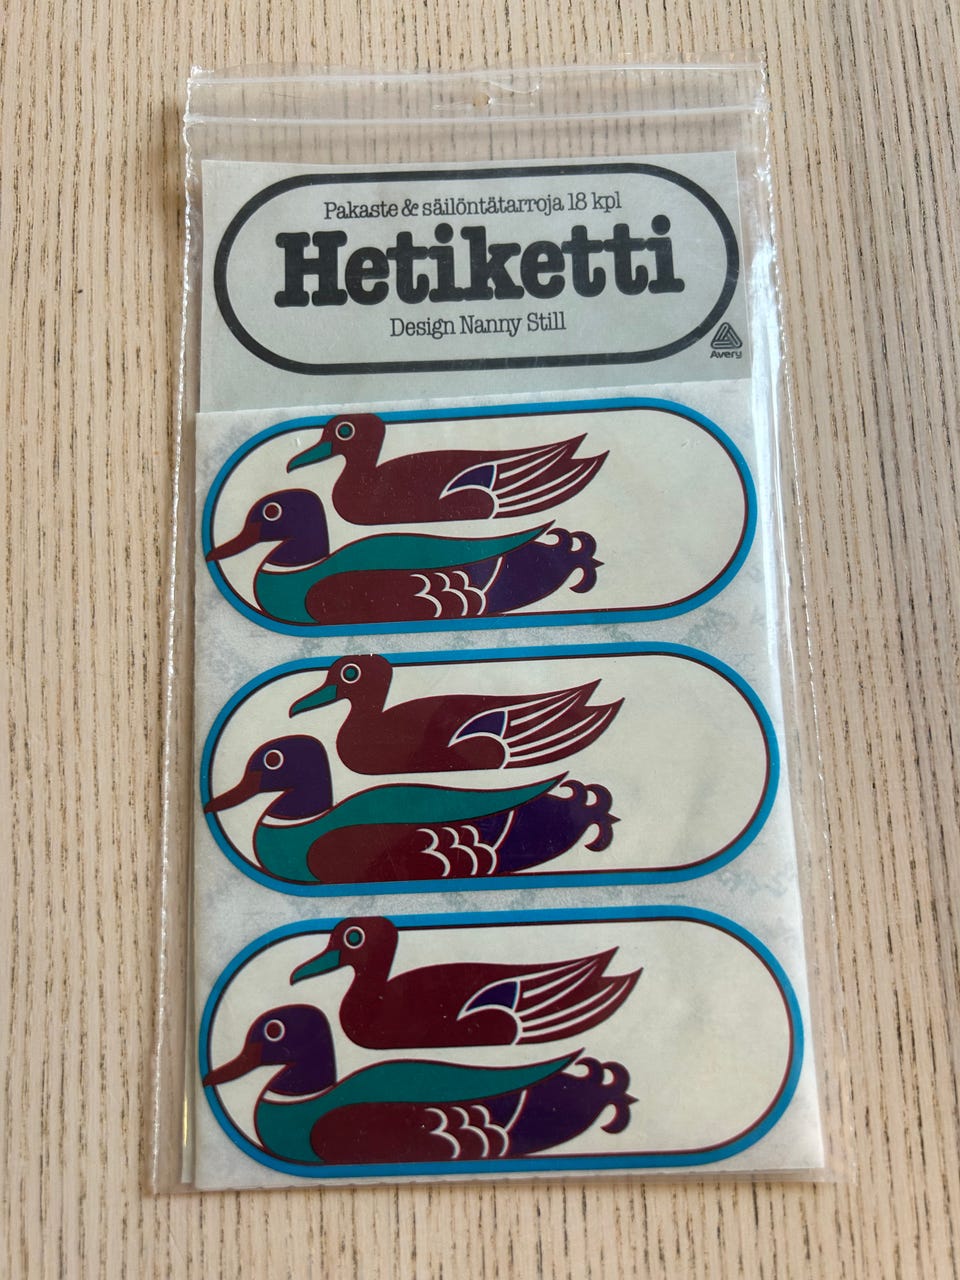 Pakaste & säilöntätarroja 18 kpl
Hetiketti
Design Nanny Still
Avery